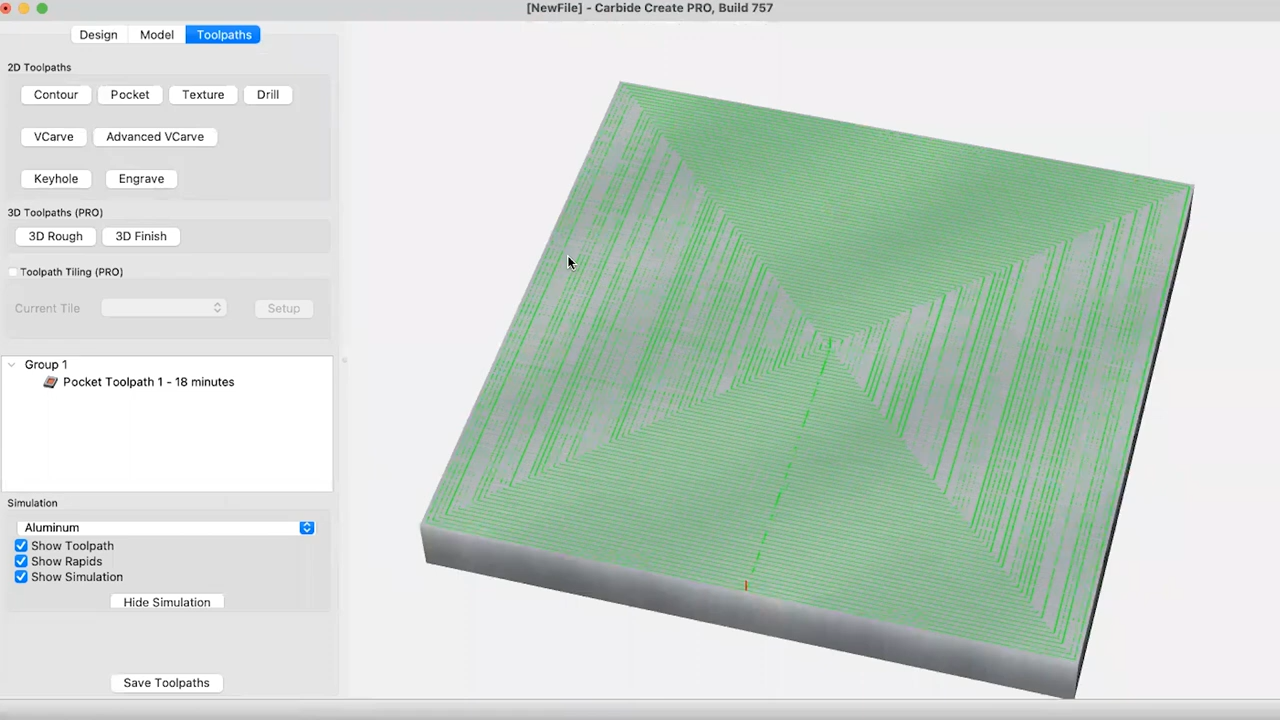 [NewFile] - Carbide Create PRO, Build 757
Design Model Toolpaths
2D Toolpaths
Contour Pocket Texture Drill
VCarve Advanced VCarve
Keyhole Engrave
3D Toolpaths (PRO)
3D Rough 3D Finish
Toolpath Tiling (PRO)
Current Tile Setup
Group 1
Pocket Toolpath 1 - 18 minutes
Simulation
Aluminum
Show Toolpath
Show Rapids
Show Simulation
Hide Simulation
Save Toolpaths